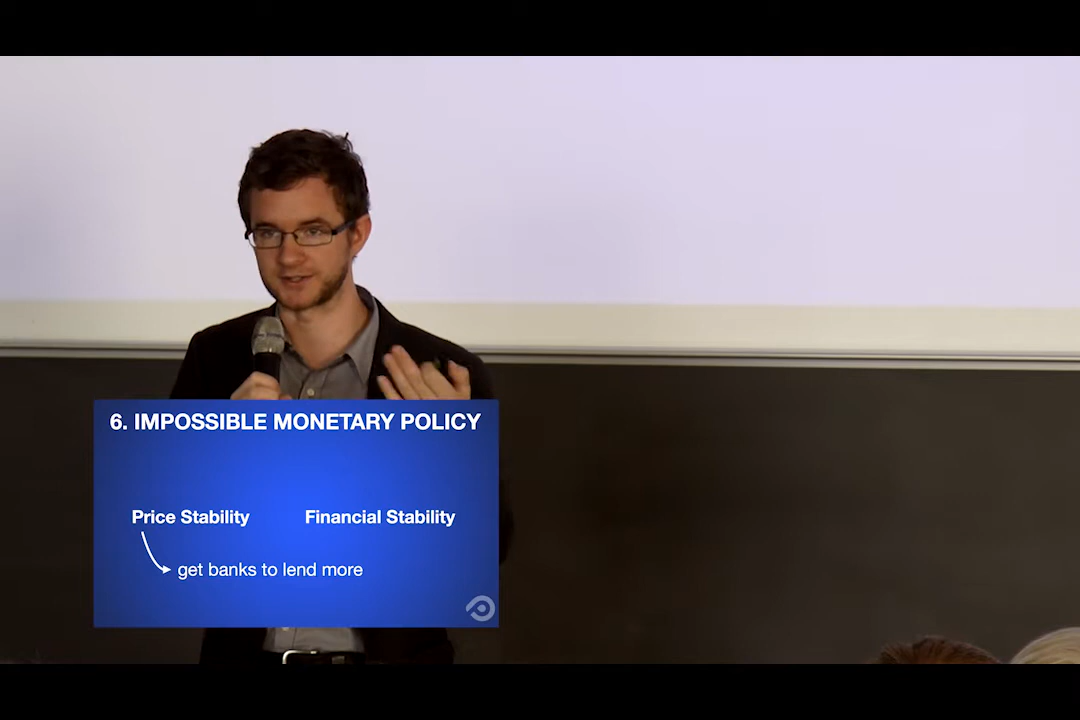 6. IMPOSSIBLE MONETARY POLICY
Price Stability
Financial Stability
get banks to lend more